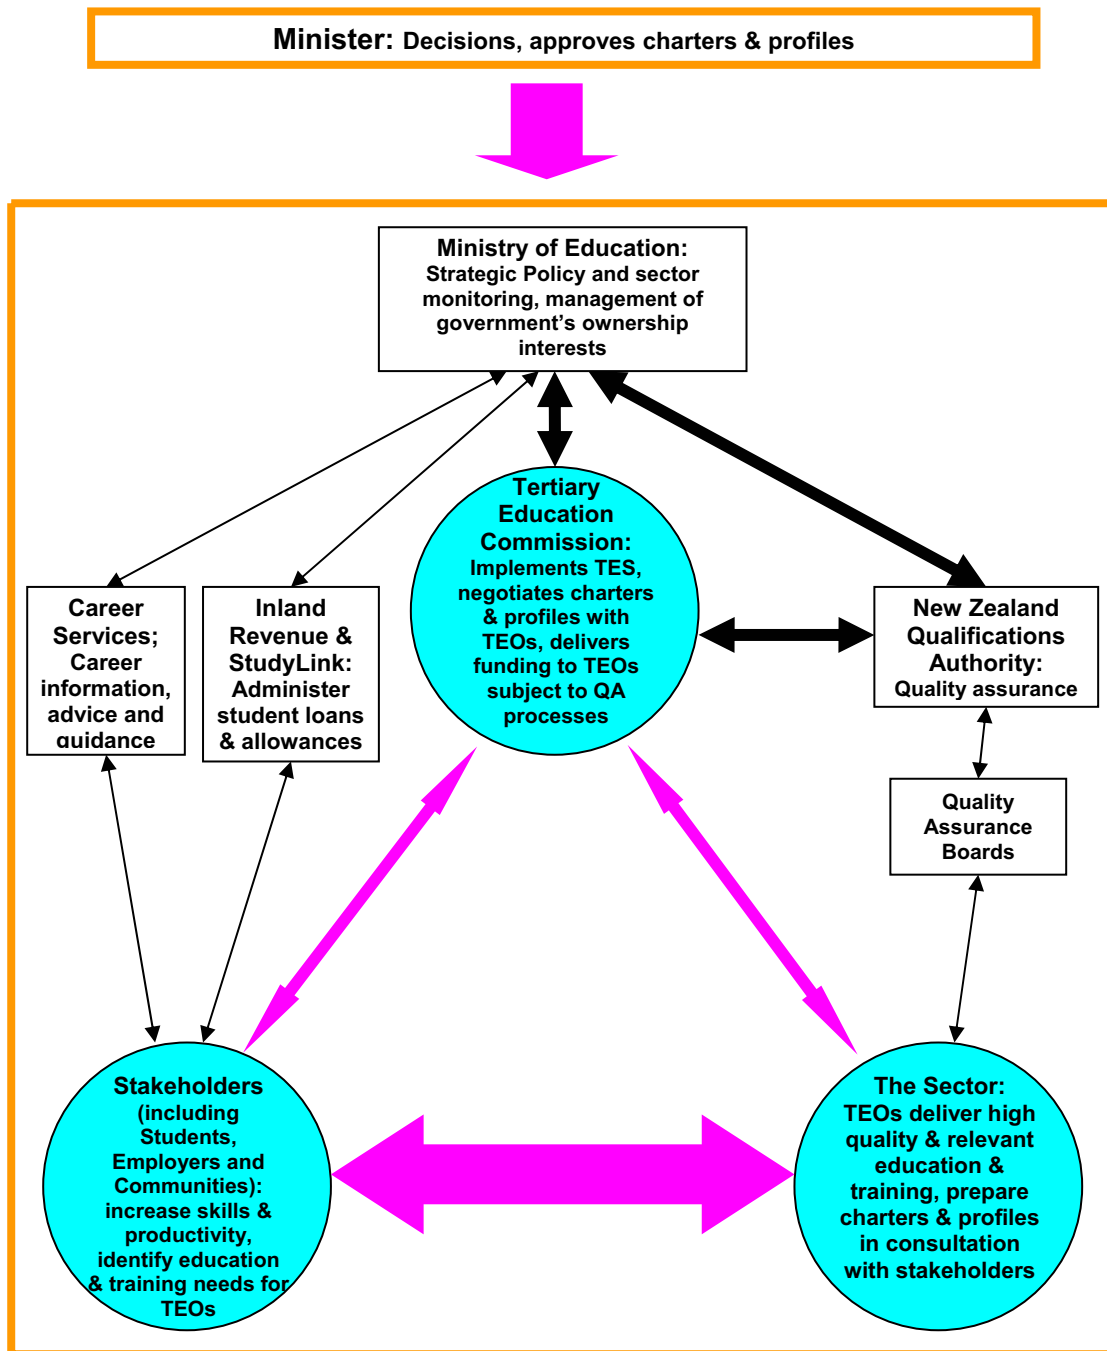 Minister: Decisions, approves charters & profiles
Ministry of Education:
Strategic Policy and sector
monitoring, management of
government’s ownership
interests
Tertiary
Education
Commission:
Implements TES,
negotiates charters
& profiles with
TEOs, delivers
funding to TEOs
subject to QA
processes
Career
Services;
Career
information,
advice and
guidance
Inland
Revenue &
StudyLink:
Administer
student loans
& allowances
New Zealand
Qualifications
Authority:
Quality assurance
Quality
Assurance
Boards
Stakeholders
(including
Students,
Employers and
Communities):
increase skills &
productivity,
identify education
& training needs for
TEOs
The Sector:
TEOs deliver high
quality & relevant
education &
training, prepare
charters & profiles
in consultation
with stakeholders